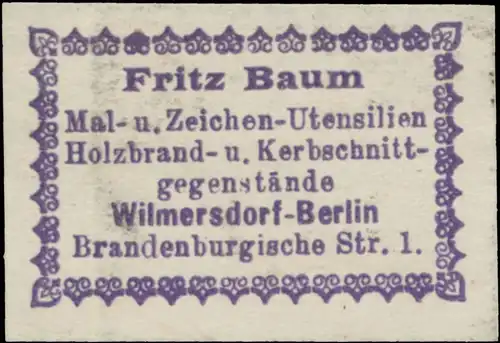 Fritz Baum
Mal- u. Zeichen-Utensilien
Holzbrand- u. Kerbschnitt-
gegenstände
Wilmersdorf-Berlin
Brandenburgische Str. 1.